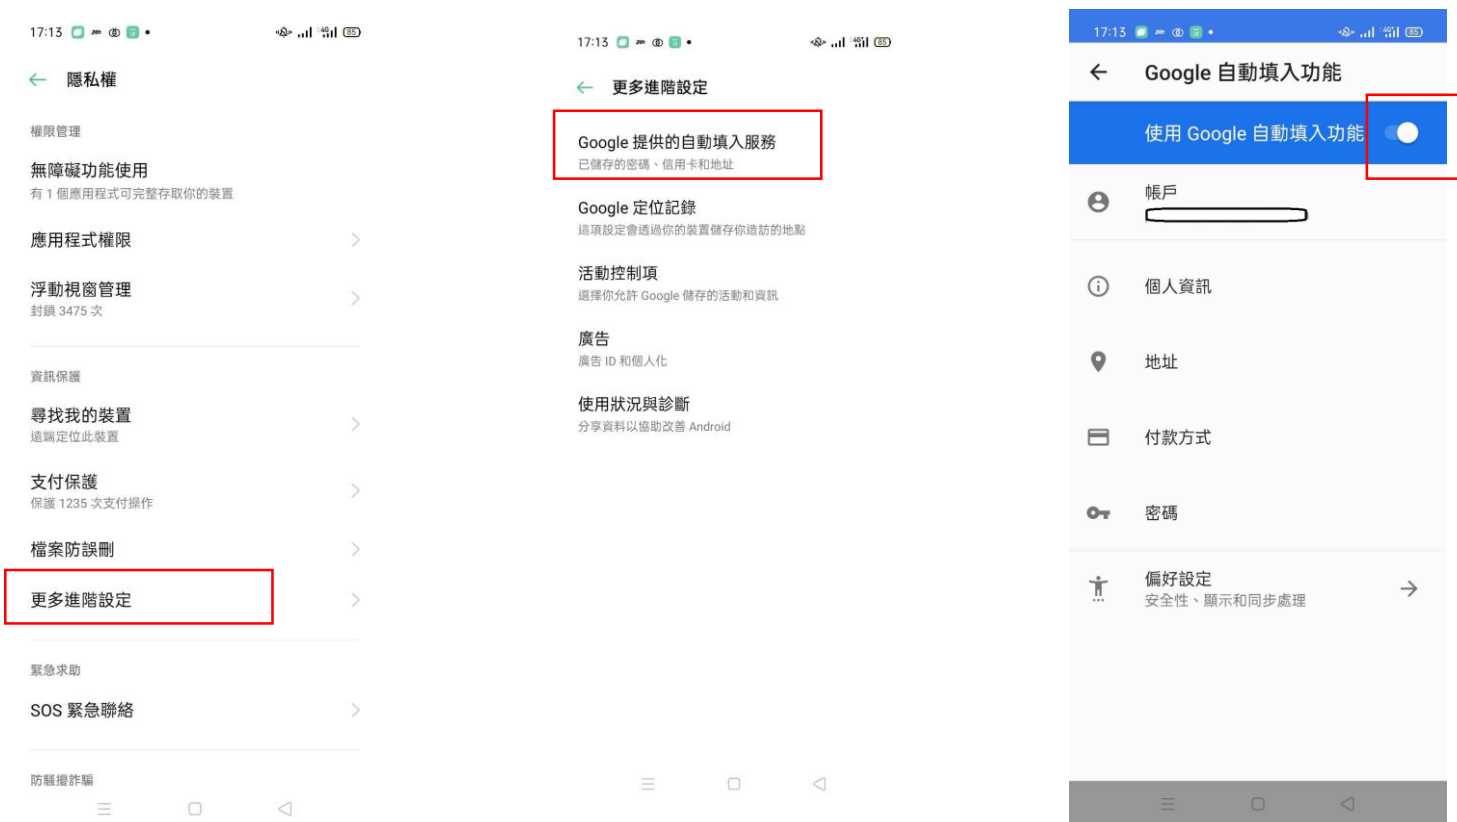 17:13
85
隱私權
權限管理
無障礙功能使用
有 1 個應用程式可完整存取你的裝置
應用程式權限
浮動視窗管理
封鎖 3475 次
資訊保護
尋找我的裝置
遠端定位此裝置
支付保護
保護 1235 次支付操作
檔案防誤刪
更多進階設定
緊急求助
SOS 緊急聯絡
防騷擾詐騙
17:13
85
更多進階設定
Google 提供的自動填入服務
已儲存的密碼、信用卡和地址
Google 定位記錄
這項設定會透過你的裝置儲存你造訪的地點
活動控制項
選擇你允許 Google 儲存的活動和資訊
廣告
廣告 ID 和個人化
使用狀況與診斷
分享資料以協助改善 Android
17:13
85
Google 自動填入功能
使用 Google 自動填入功能
帳戶
個人資訊
地址
付款方式
密碼
偏好設定
安全性、顯示和同步處理